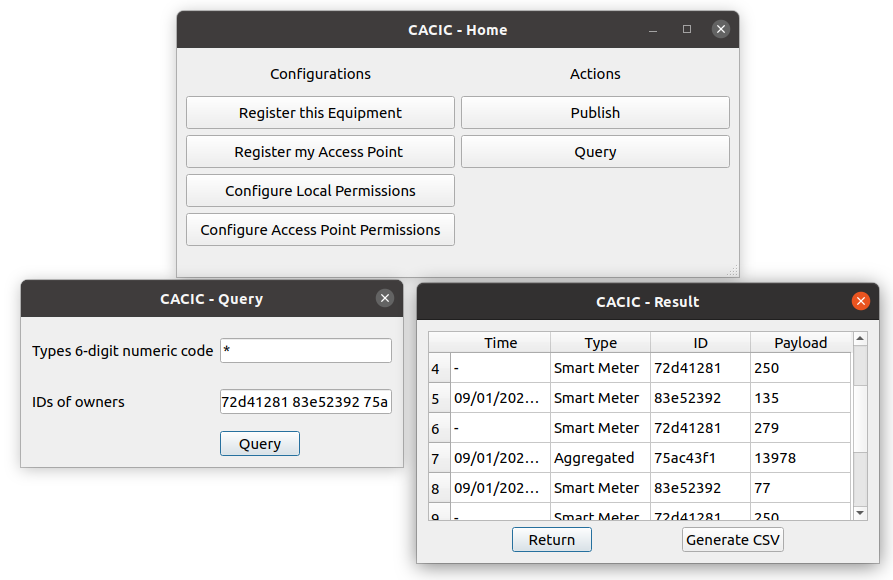 CACIC - Home
Configurations Actions
Register this Equipment Publish
Register my Access Point Query
Configure Local Permissions
Configure Access Point Permissions
CACIC - Query
Types 6-digit numeric code *
IDs of owners 72d41281 83e52392 75a
Query
CACIC - Result
Time Type ID Payload
4 - Smart Meter 72d41281 250
5 09/01/202... Smart Meter 83e52392 135
6 - Smart Meter 72d41281 279
7 09/01/202... Aggregated 75ac43f1 13978
8 09/01/202... Smart Meter 83e52392 77
9 - Smart Meter 72d41281 250
Return Generate CSV